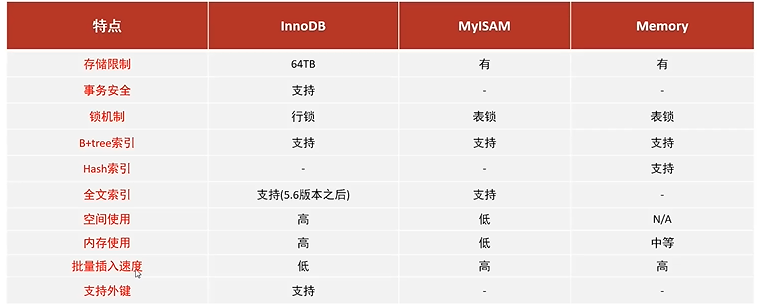 特点 InnoDB MyISAM Memory
存储限制 64TB 有 有
事务安全 支持 - -
锁机制 行锁 表锁 表锁
B+tree索引 支持 支持 支持
Hash索引 - - 支持
全文索引 支持(5.6版本之后) 支持 -
空间使用 高 低 N/A
内存使用 高 低 中等
批量插入速度 低 高 高
支持外键 支持 - -